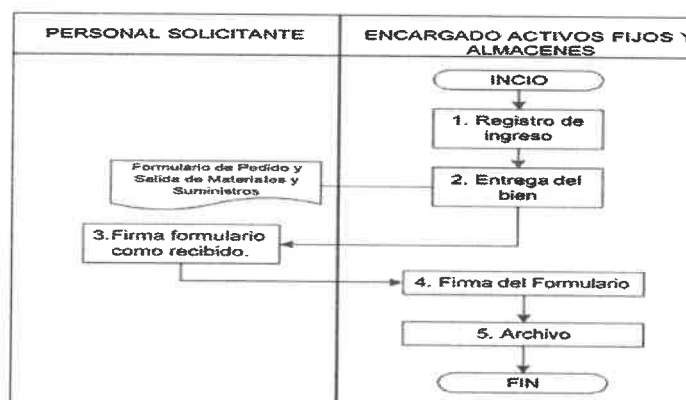 PERSONAL SOLICITANTE
ENCARGADO ACTIVOS FIJOS Y
ALMACENES
INCIO
1. Registro de
ingreso
Formulario de Pedido y
Salida de Materiales y
Suministros
2. Entrega del
bien
3.Firma formulario
como recibido.
4. Firma del Formulario
5. Archivo
FIN